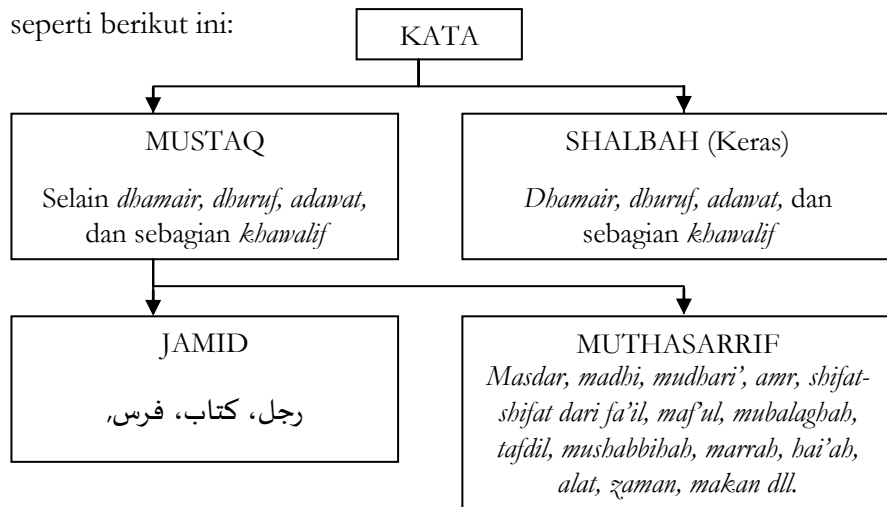 seperti berikut ini:
KATA
MUSTAQ
Selain dhamair, dhuruf, adawat,
dan sebagian khawalif
SHALBAH (Keras)
Dhamair, dhuruf, adawat, dan
sebagian khawalif
JAMID
رجل، كتاب، فرس,
MUTHASARRIF
Masdar, madhi, mudhari’, amr, shifat-
shifat dari fa’il, maf’ul, mubalaghah,
tafdil, mushabbihah, marrah, hai’ah,
alat, zaman, makan dll.